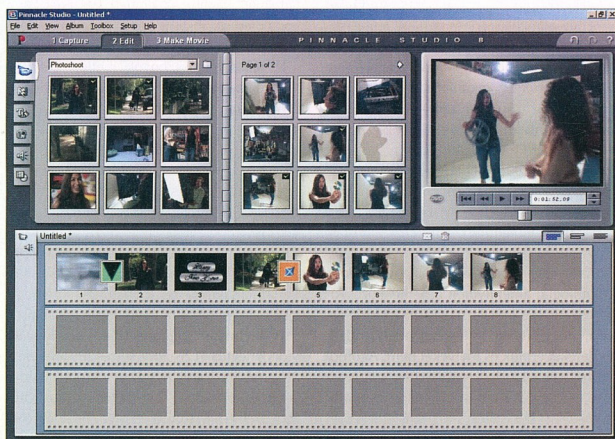 Pinnacle Studio - Untitled *
File Edit View Album Toolbox Setup Help
1 Capture 2 Edit 3 Make Movie PINNACLE STUDIO 8
Photoshoot
Page 1 of 2
0:01:52.08
Untitled *
1 2 3 4 5 6 7 8